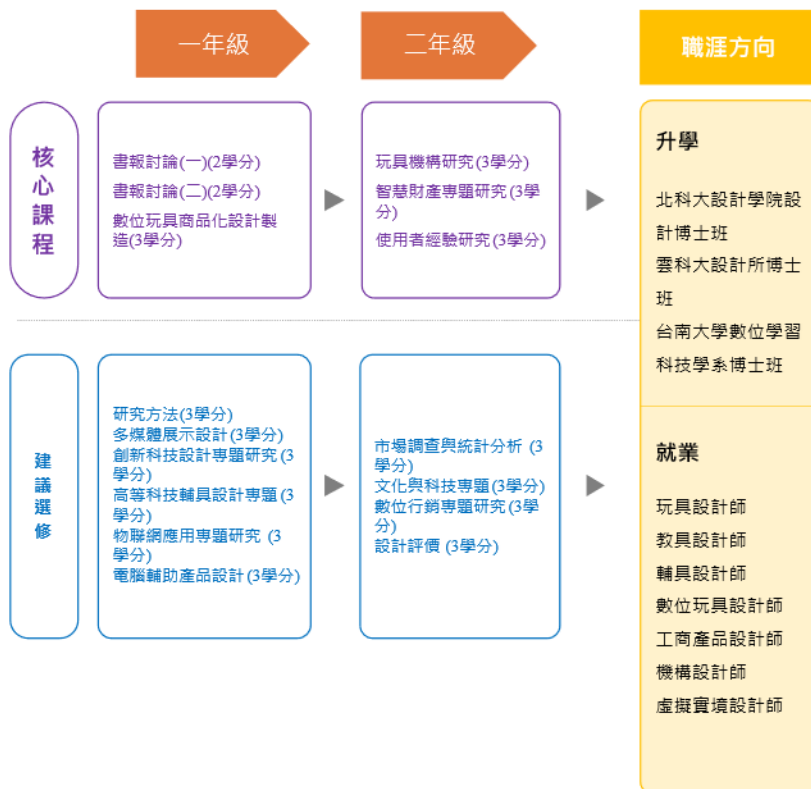 一年級
二年級
職涯方向
核心課程
書報討論(一)(2學分)
書報討論(二)(2學分)
數位玩具商品化設計製
造(3學分)
玩具機構研究(3學分)
智慧財產專題研究(3學
分)
使用者經驗研究(3學分)
升學
北科大設計學院設
計博士班
雲科大設計所博士
班
台南大學數位學習
科技學系博士班
建議選修
研究方法(3學分)
多媒體展示設計(3學分)
創新科技設計專題研究(3
學分)
高等科技輔具設計專題(3
學分)
物聯網應用專題研究 (3
學分)
電腦輔助產品設計(3學分)
市場調查與統計分析 (3
學分)
文化與科技專題(3學分)
數位行銷專題研究(3學
分)
設計評價 (3學分)
就業
玩具設計師
教具設計師
輔具設計師
數位玩具設計師
工商產品設計師
機構設計師
虛擬實境設計師